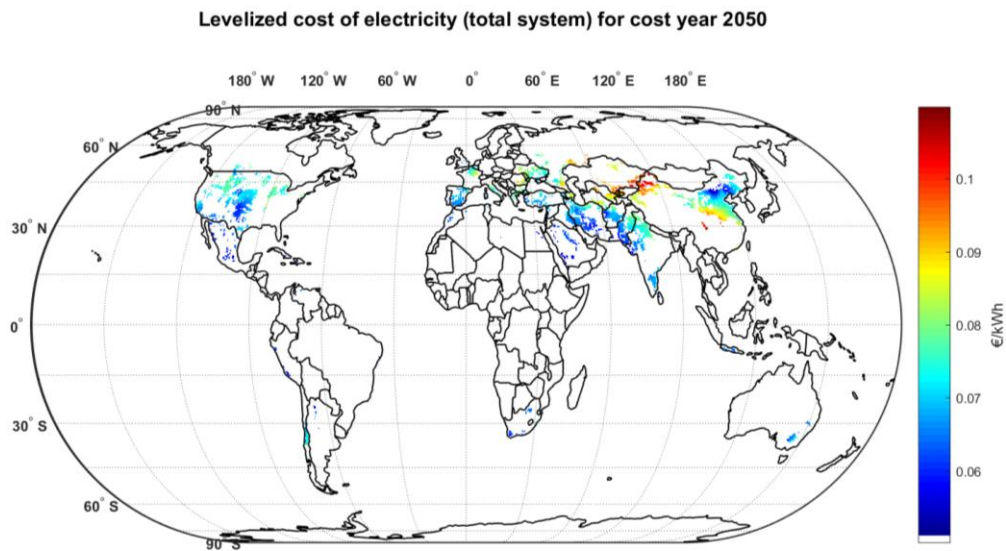 Levelized cost of electricity (total system) for cost year 2050
180° W 120° W 60° W 0° 60° E 120° E 180° E
90° N
60° N
30° N
0°
30° S
60° S
90° S
0.1
0.09
0.08
0.07
0.06
€/kWh